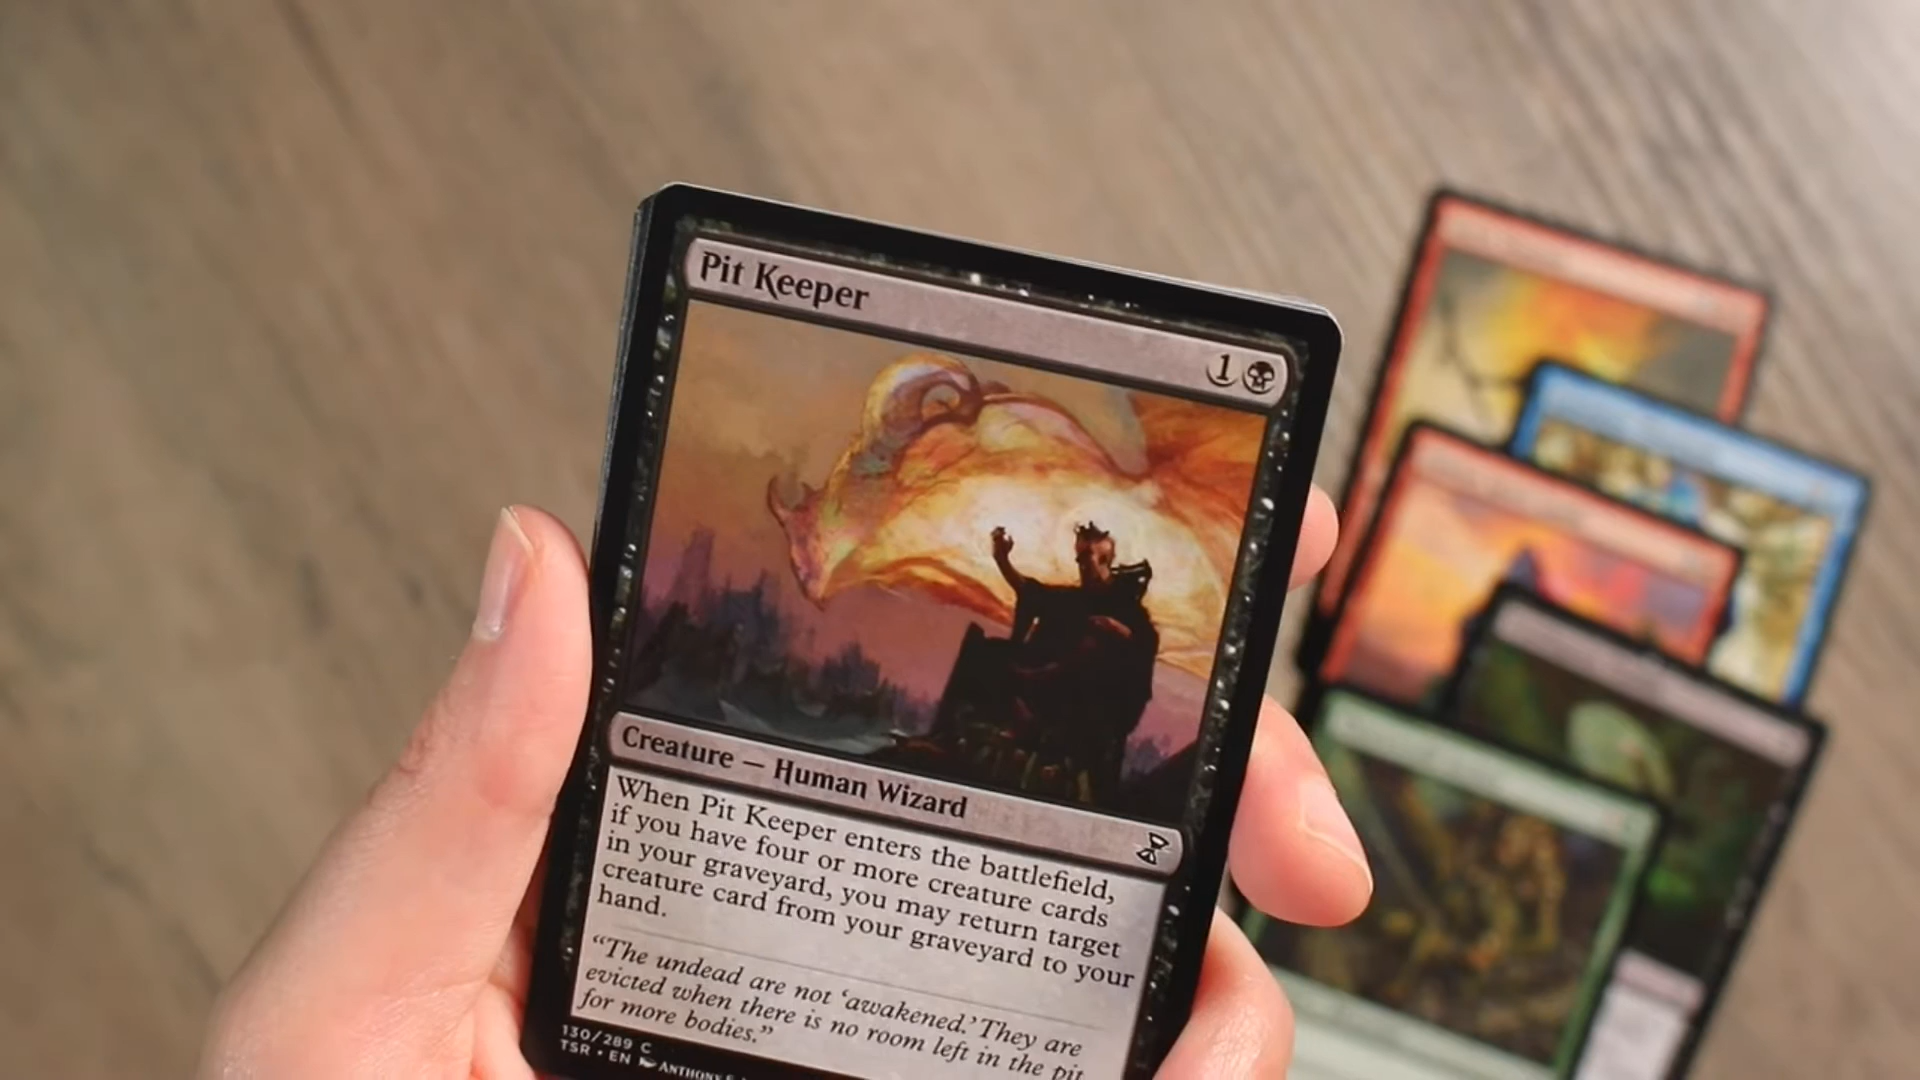 Pit Keeper
1
Creature — Human Wizard
When Pit Keeper enters the battlefield,
if you have four or more creature cards
in your graveyard, you may return target
creature card from your graveyard to your
hand.
“The undead are not ‘awakened.’ They are
evicted when there is no room left in the pit
for more bodies.”
130/289 C
TSR • EN ANTHONY S.